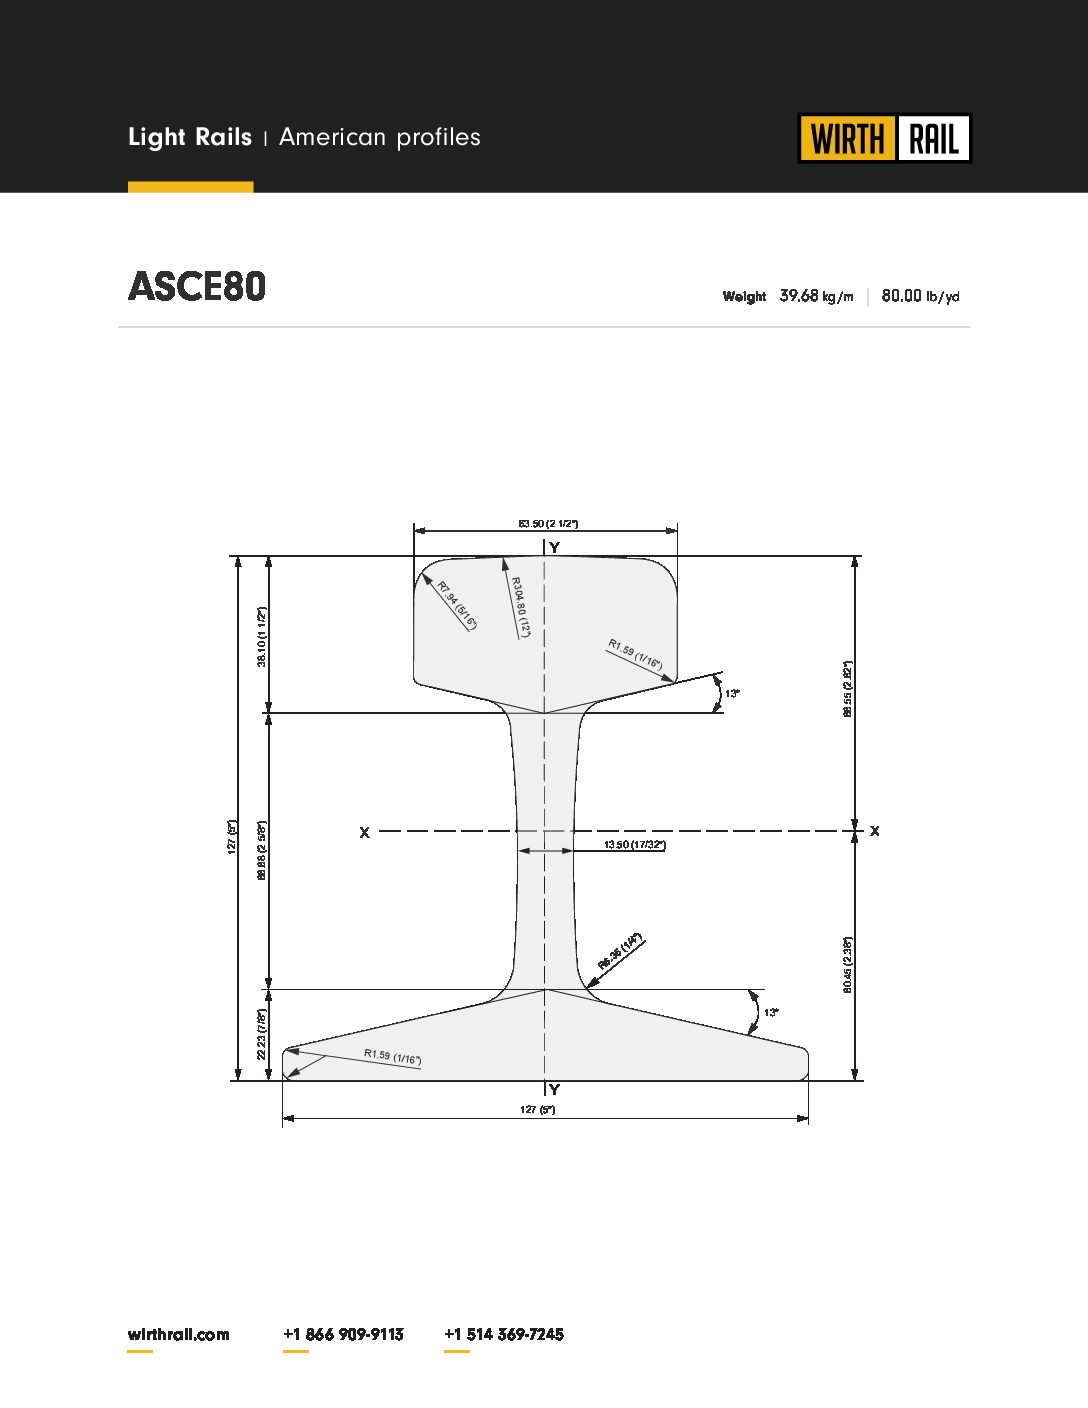 Light Rails | American profiles
WIRTH RAIL
ASCE80
Weight 39.68 kg/m | 80.00 lb/yd
63.50 (2 1/2")
Y
R7.94 (5/16")
R304.80 (12")
R1.59 (1/16")
13°
38.10 (1 1/2")
66.55 (2.62")
X
X
127 (5")
66.68 (2 5/8")
13.50 (17/32")
R6.35 (1/4")
60.45 (2.38")
13°
22.23 (7/8")
R1.59 (1/16")
Y
127 (5")
wirthrail.com +1 866 909-9113 +1 514 369-7245